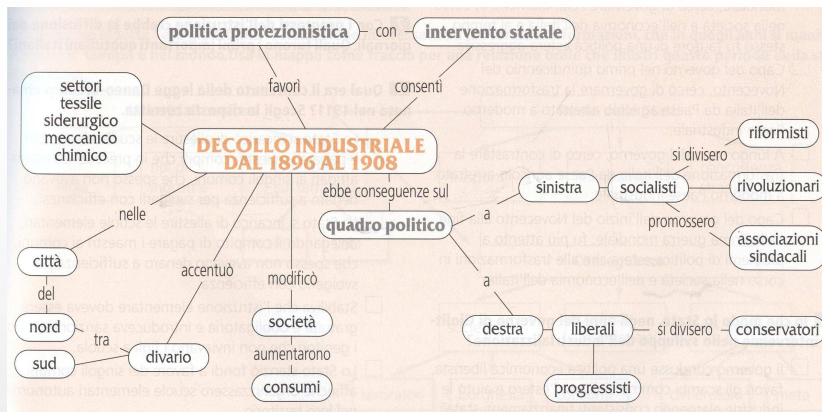 politica protezionistica con intervento statale
favorì consentì
settori
tessile
siderurgico
meccanico
chimico
DECOLLO INDUSTRIALE
DAL 1896 AL 1908
ebbe conseguenze sul
quadro politico
a
sinistra
socialisti
si divisero
riformisti
rivoluzionari
promossero
associazioni
sindacali
a
destra
liberali
si divisero
conservatori
progressisti
nelle
città
del
nord
sud
tra
divario
accentuò
modificò
società
aumentarono
consumi